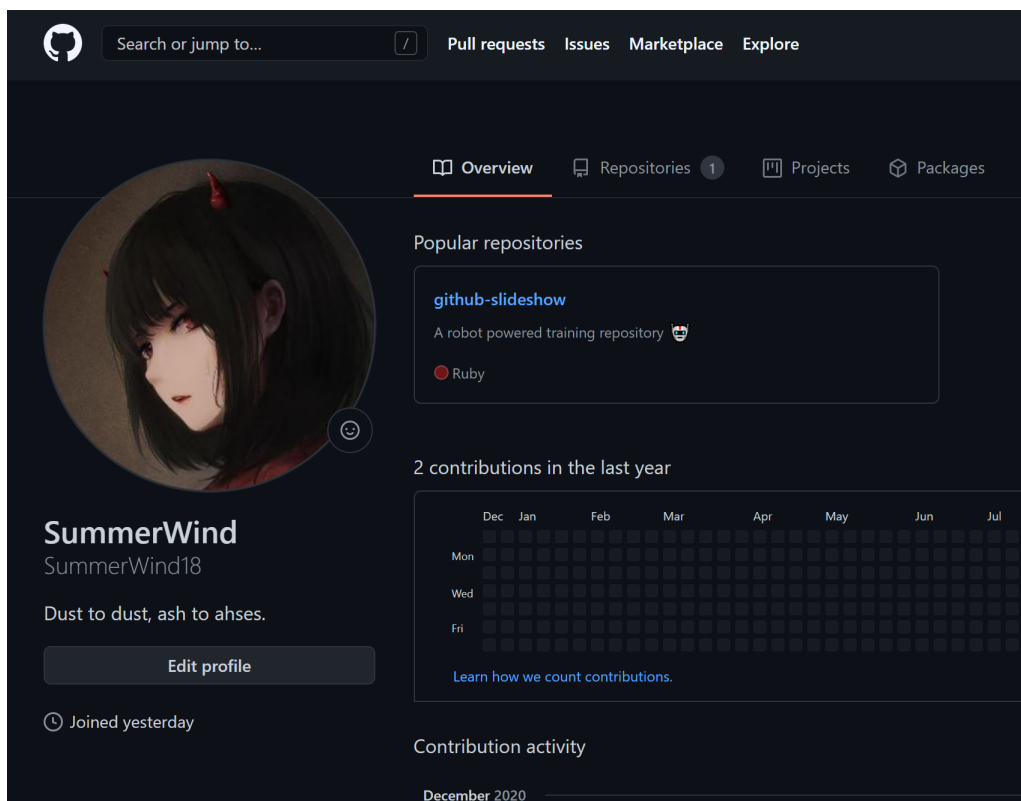 Search or jump to... /
Pull requests Issues Marketplace Explore
Overview Repositories 1 Projects Packages
SummerWind
SummerWind18
Dust to dust, ash to ahses.
Edit profile
Joined yesterday
Popular repositories
github-slideshow
A robot powered training repository
Ruby
2 contributions in the last year
Dec Jan Feb Mar Apr May Jun Jul
Mon
Wed
Fri
Learn how we count contributions.
Contribution activity
December 2020